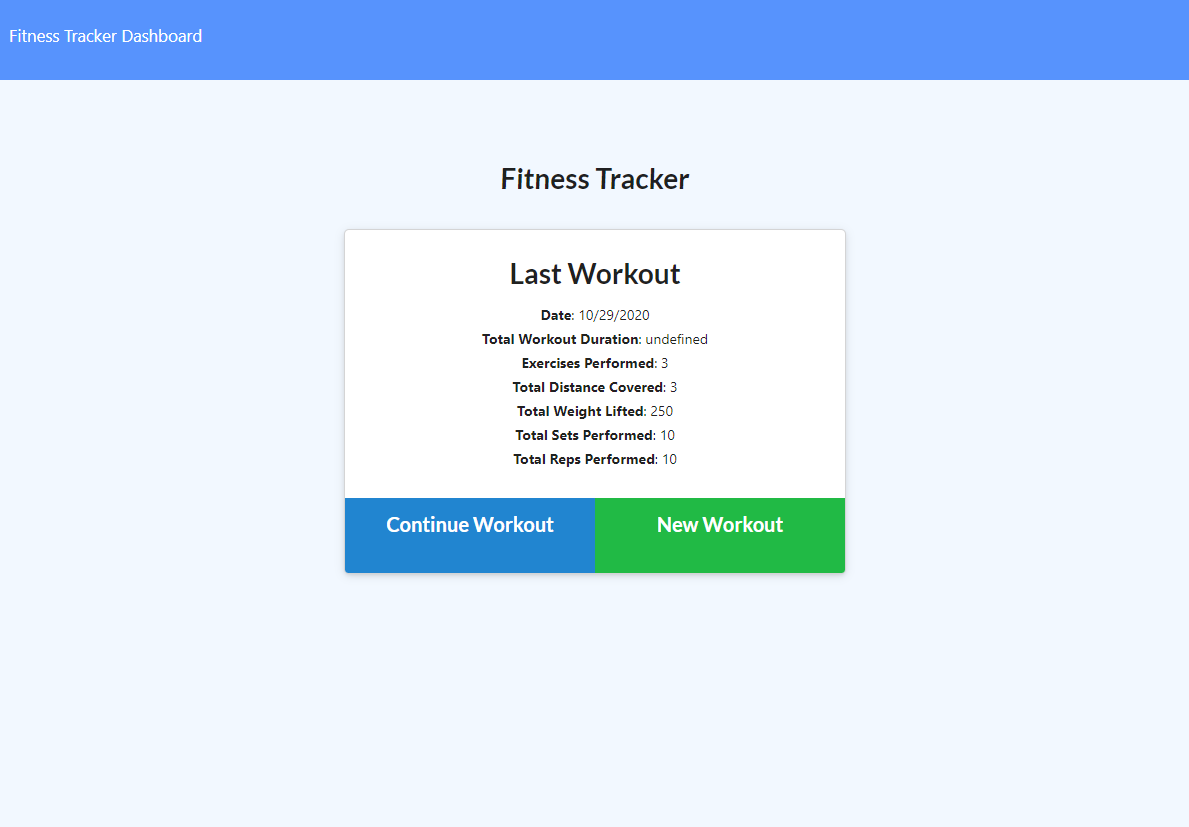 Fitness Tracker Dashboard
Fitness Tracker
Last Workout
Date: 10/29/2020
Total Workout Duration: undefined
Exercises Performed: 3
Total Distance Covered: 3
Total Weight Lifted: 250
Total Sets Performed: 10
Total Reps Performed: 10
Continue Workout
New Workout